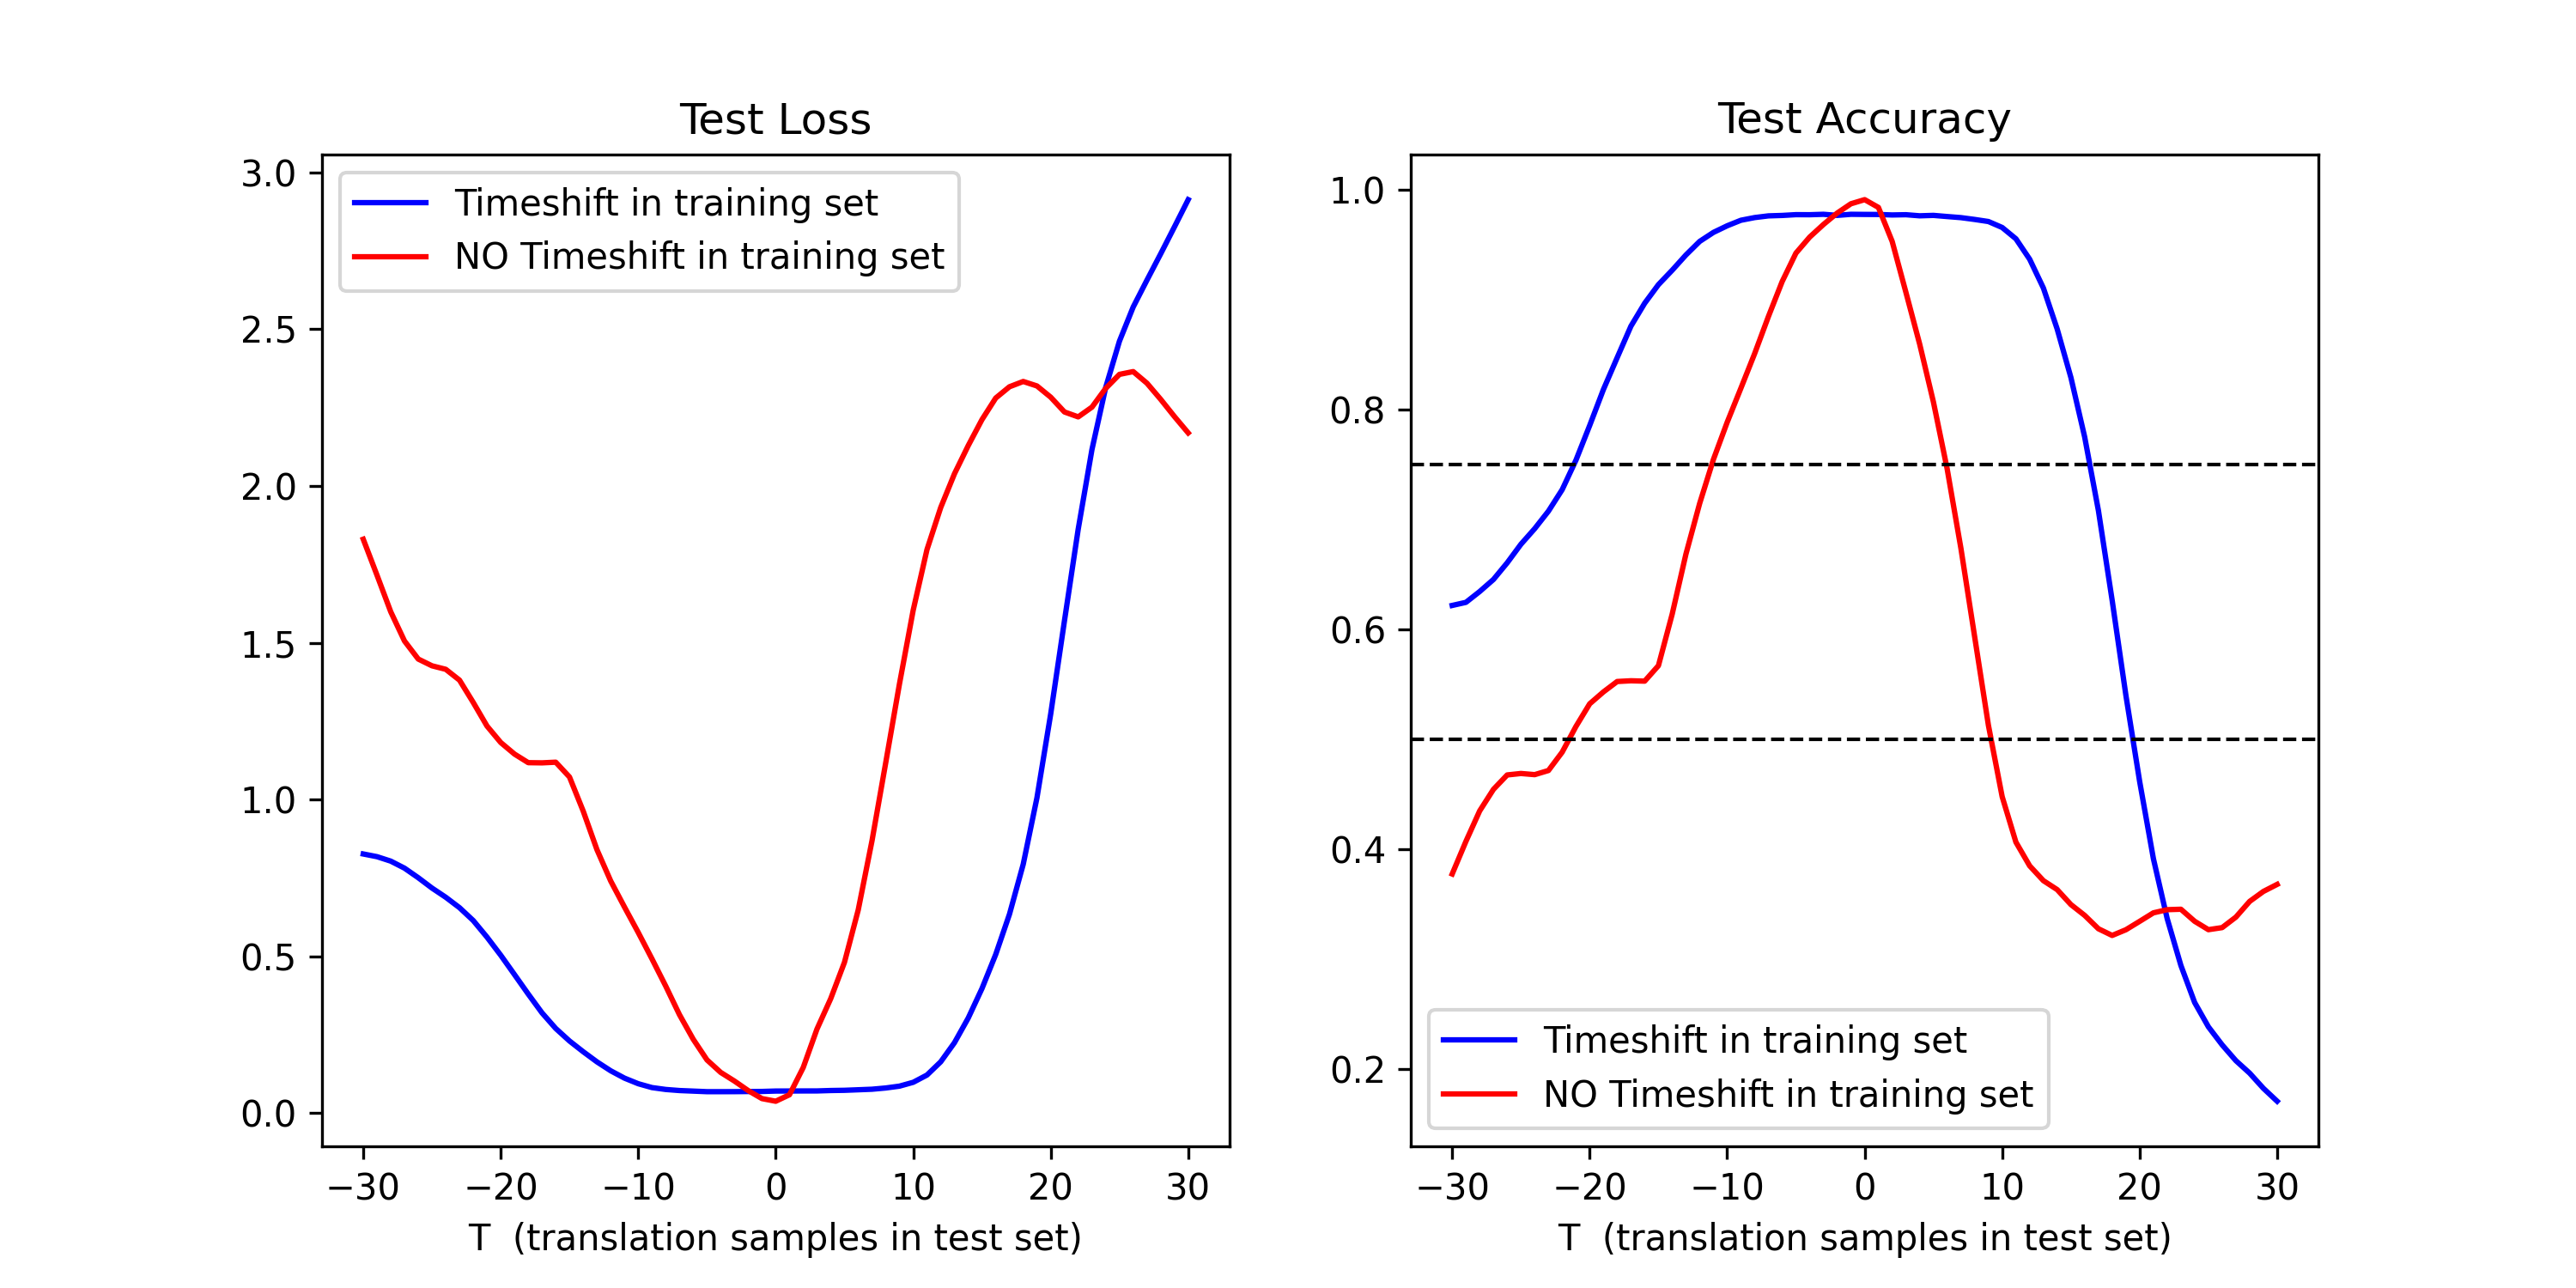 Test Loss
3.0
2.5
2.0
1.5
1.0
0.5
0.0
Timeshift in training set
NO Timeshift in training set
−30 −20 −10 0 10 20 30
T (translation samples in test set)
Test Accuracy
1.0
0.8
0.6
0.4
0.2
Timeshift in training set
NO Timeshift in training set
−30 −20 −10 0 10 20 30
T (translation samples in test set)